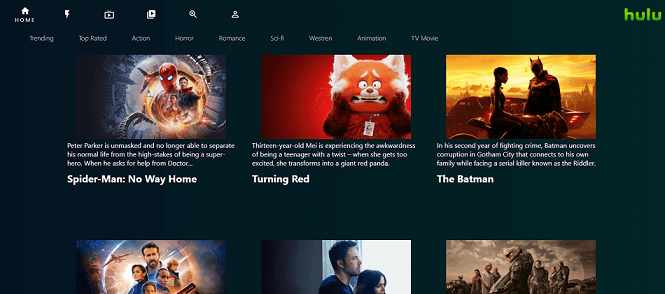 HOME
hulu
Trending Top Rated Action Horror Romance Sci-fi Westren Animation TV Movie
Peter Parker is unmasked and no longer able to separate
his normal life from the high-stakes of being a super-
hero. When he asks for help from Doctor...
Spider-Man: No Way Home
Thirteen-year-old Mei is experiencing the awkwardness
of being a teenager with a twist – when she gets too
excited, she transforms into a giant red panda.
Turning Red
In his second year of fighting crime, Batman uncovers
corruption in Gotham City that connects to his own
family while facing a serial killer known as the Riddler.
The Batman